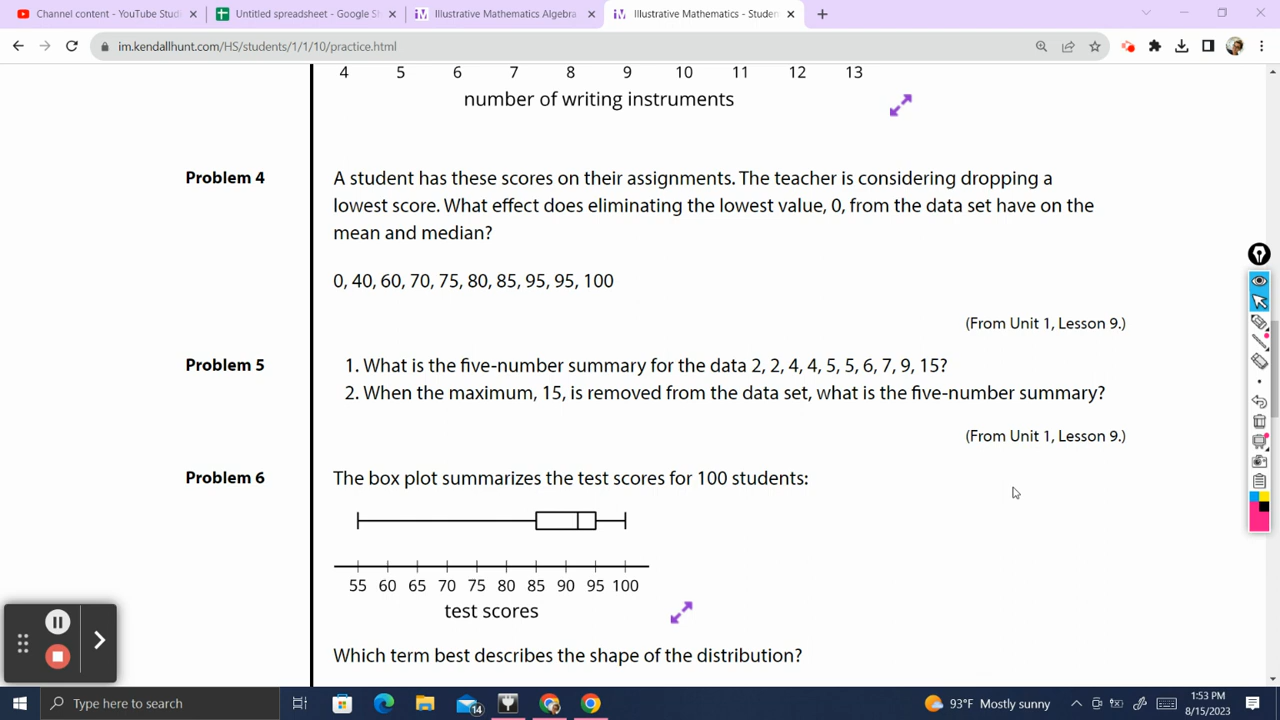 Channel content - YouTube Studi
Untitled spreadsheet - Google Sh
Illustrative Mathematics Algebra
Illustrative Mathematics - Studen
im.kendallhunt.com/HS/students/1/1/10/practice.html
4 5 6 7 8 9 10 11 12 13
number of writing instruments
Problem 4
A student has these scores on their assignments. The teacher is considering dropping a
lowest score. What effect does eliminating the lowest value, 0, from the data set have on the
mean and median?
0, 40, 60, 70, 75, 80, 85, 95, 95, 100
(From Unit 1, Lesson 9.)
Problem 5
1. What is the five-number summary for the data 2, 2, 4, 4, 5, 5, 6, 7, 9, 15?
2. When the maximum, 15, is removed from the data set, what is the five-number summary?
(From Unit 1, Lesson 9.)
Problem 6
The box plot summarizes the test scores for 100 students:
55 60 65 70 75 80 85 90 95 100
test scores
Which term best describes the shape of the distribution?
Type here to search
14
93°F Mostly sunny
1:53 PM
8/15/2023